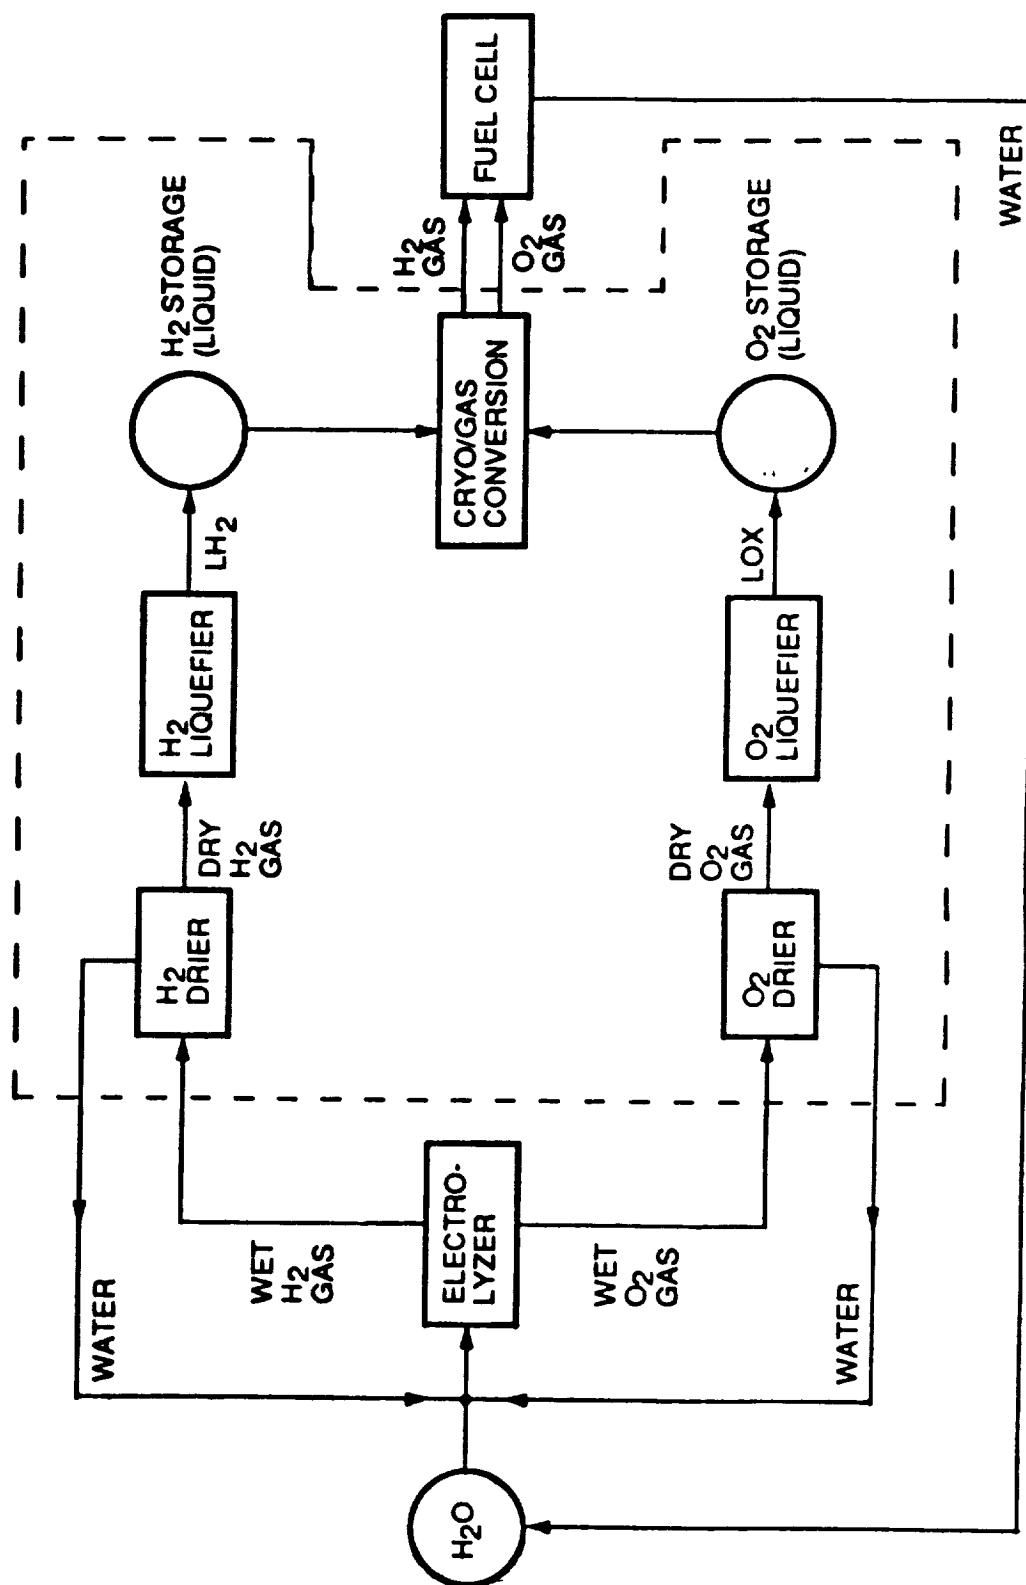 H2O
WATER
WATER
ELECTRO-
LYZER
WET
H2
GAS
WET
O2
GAS
H2
DRIER
O2
DRIER
DRY
H2
GAS
DRY
O2
GAS
H2
LIQUEFIER
O2
LIQUEFIER
LH2
LOX
H2 STORAGE
(LIQUID)
O2 STORAGE
(LIQUID)
CRYO/GAS
CONVERSION
H2
GAS
O2
GAS
FUEL CELL
WATER